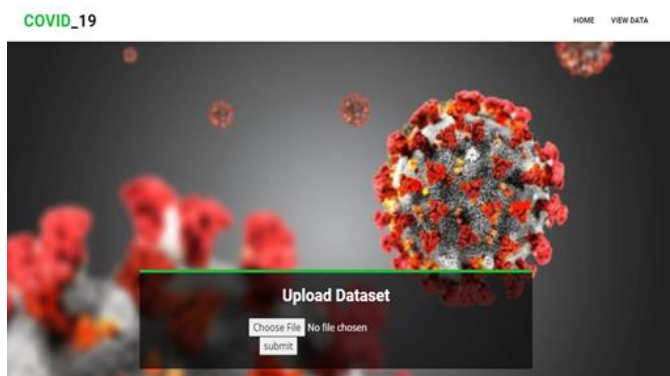 COVID_19
HOME VIEW DATA
Upload Dataset
Choose File No file chosen
submit